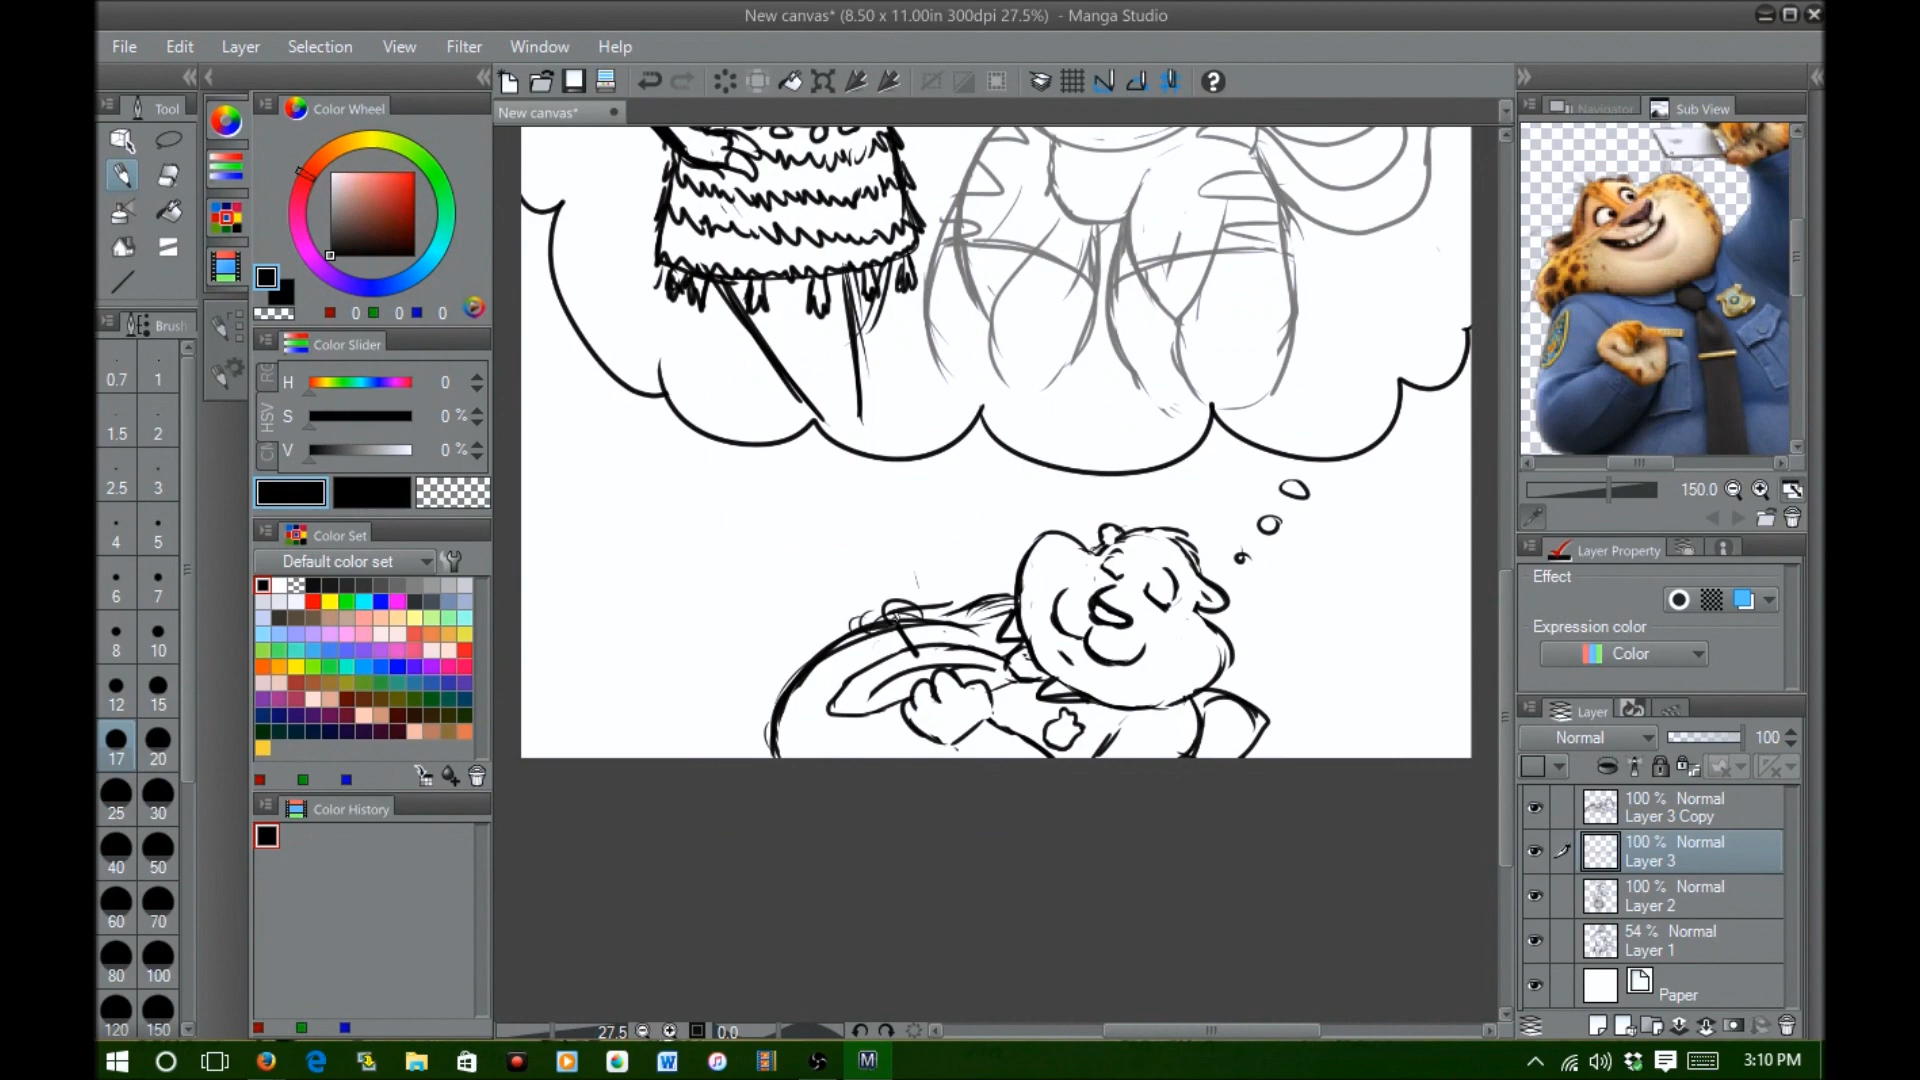 New canvas* (8.50 x 11.00in 300dpi 27.5%) - Manga Studio
File Edit Layer Selection View Filter Window Help
Tool
Color Wheel
New canvas*
Navigator
Sub View
0 0 0
Brush
0.7 1
1.5 2
2.5 3
4 5
6 7
8 10
12 15
17 20
25 30
40 50
60 70
80 100
120 150
Color Slider
HSV
H 0
S 0 %
V 0 %
Color Set
Default color set
Color History
150.0
Layer Property
Effect
Expression color
Color
Layer
Normal 100
100 % Normal
Layer 3 Copy
100 % Normal
Layer 3
100 % Normal
Layer 2
54 % Normal
Layer 1
Paper
27.5 0.0
3:10 PM